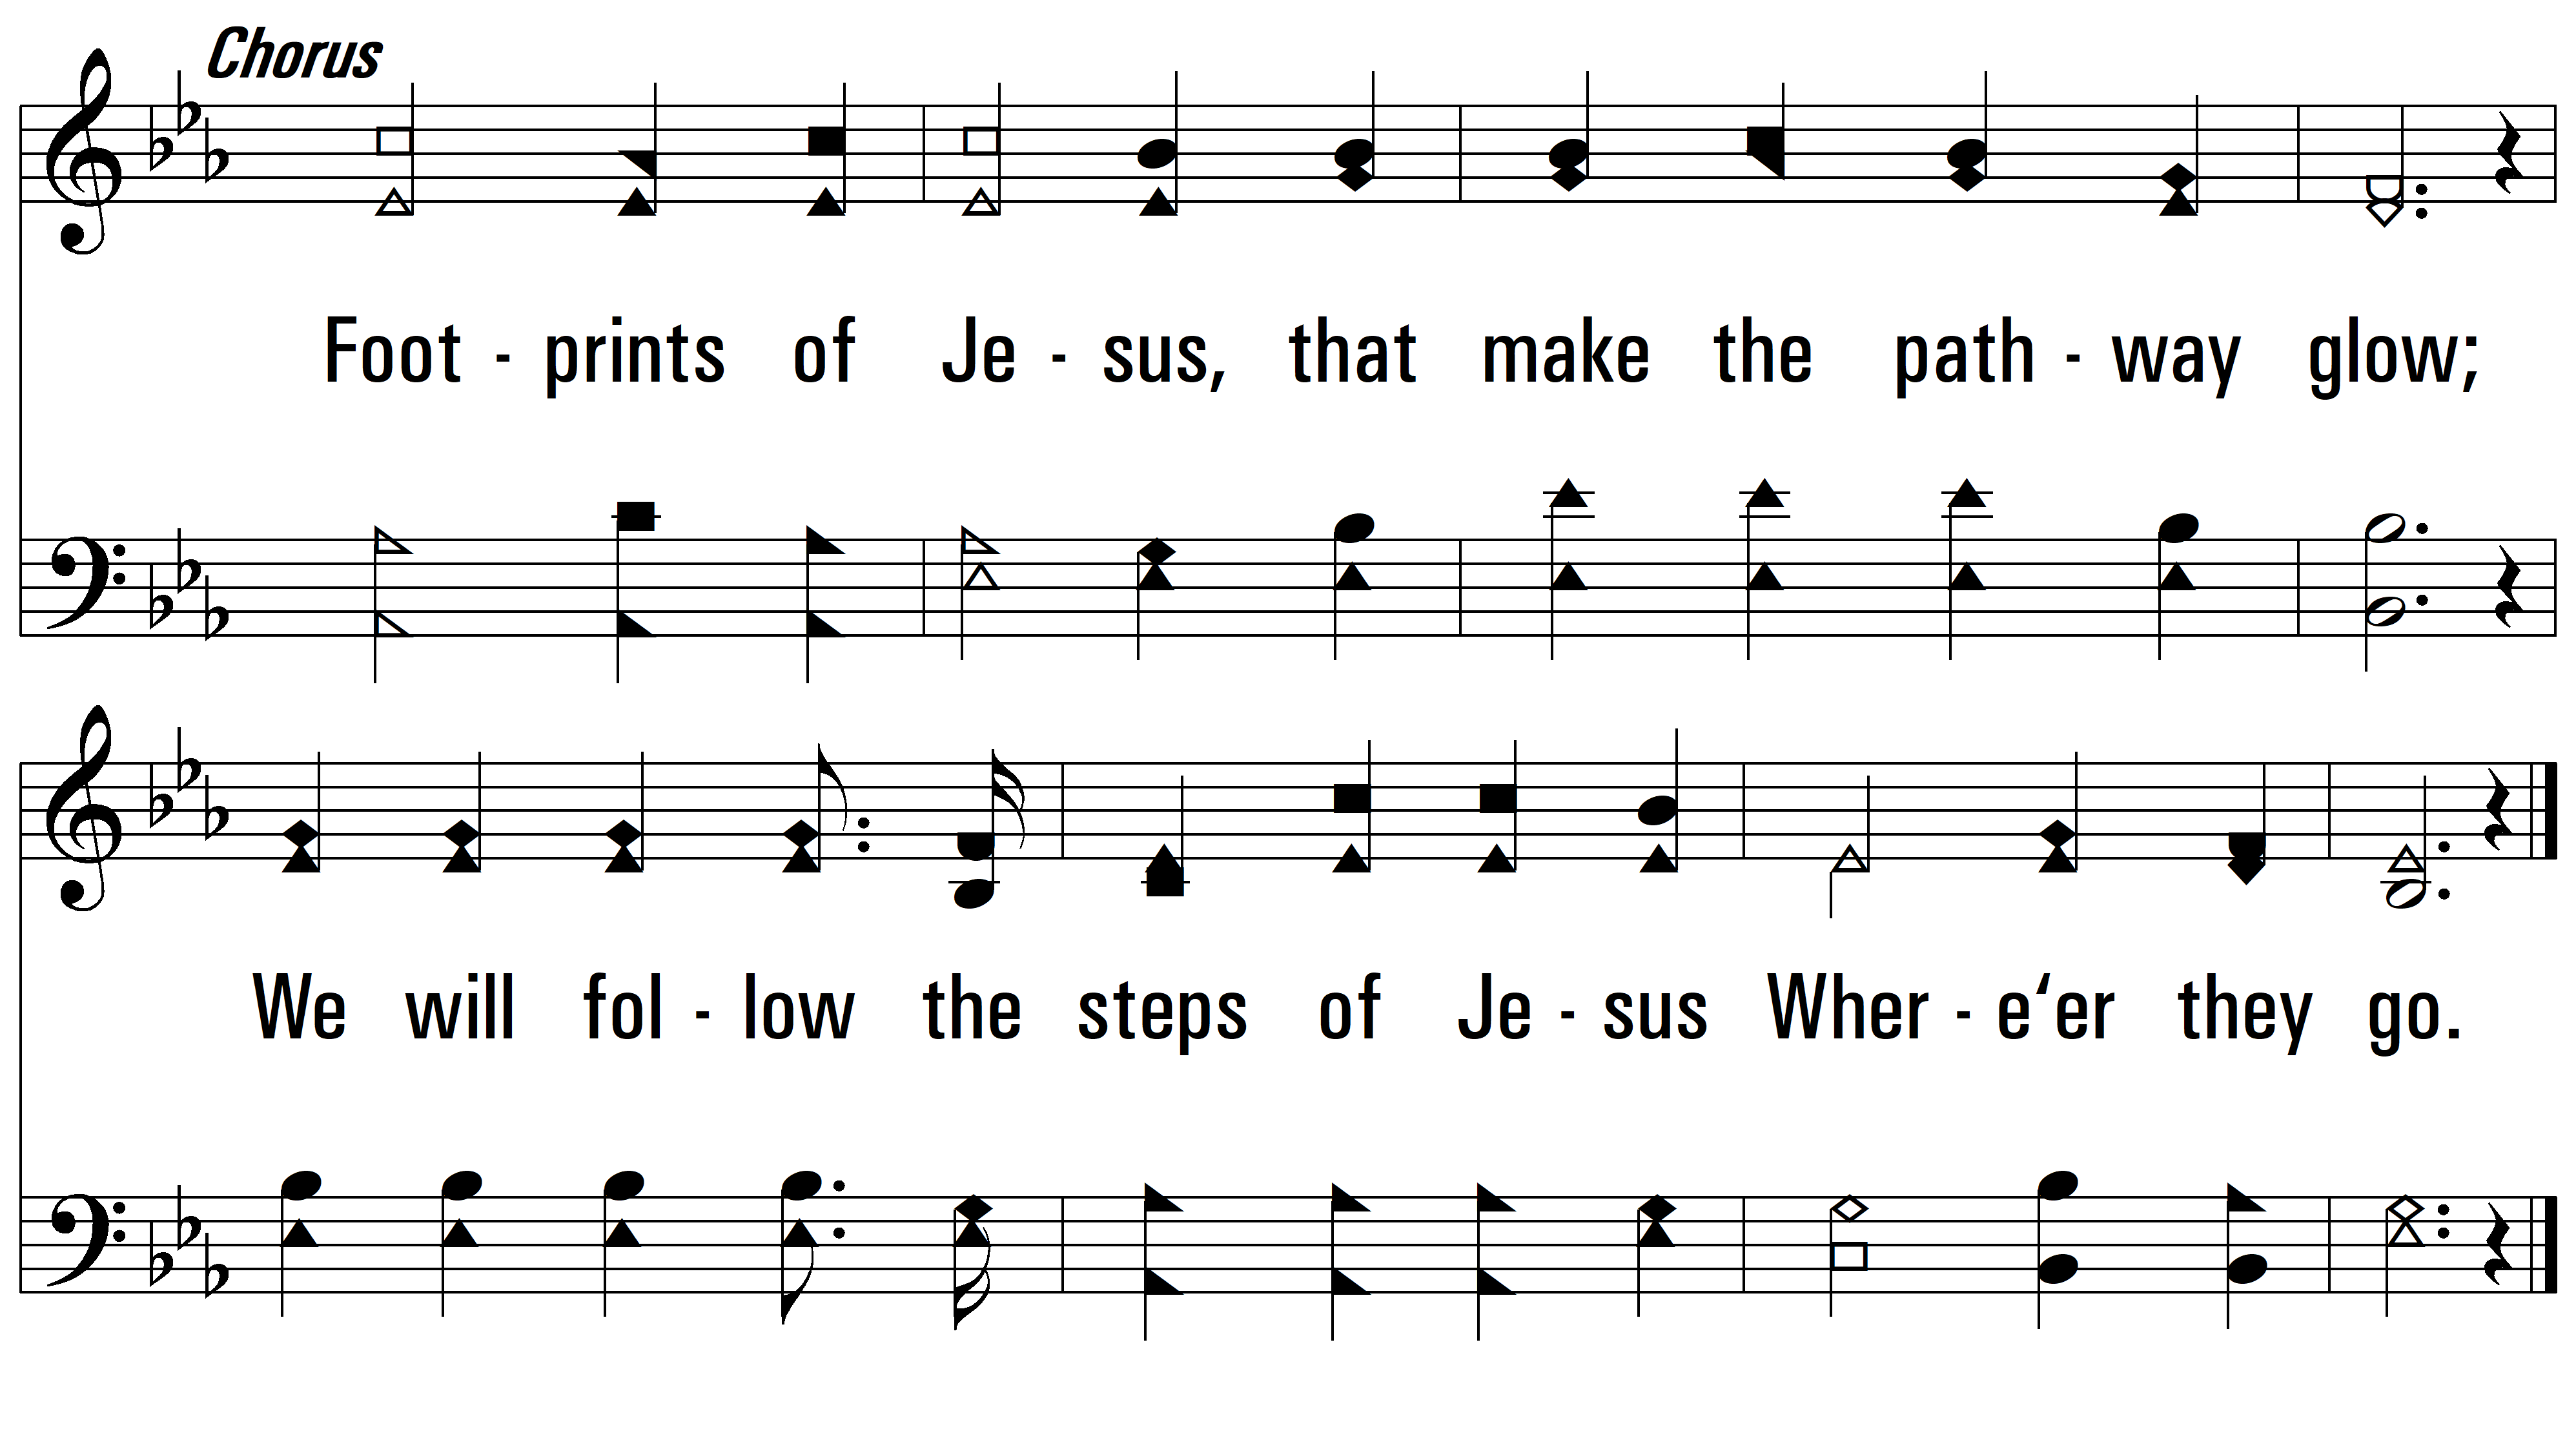 Chorus
Foot - prints of Je - sus, that make the path - way glow;
We will fol - low the steps of Je - sus Wher - e‘er they go.